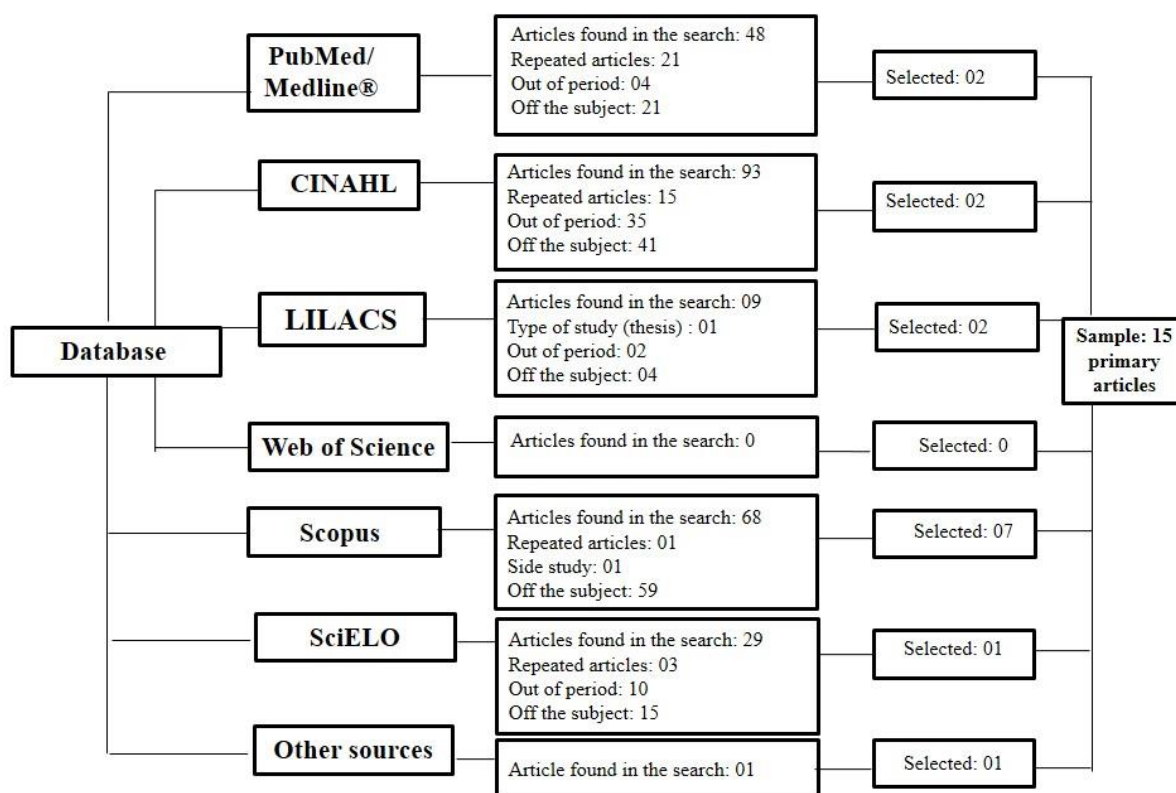 PubMed/
Medline®
Articles found in the search: 48
Repeated articles: 21
Out of period: 04
Off the subject: 21
Selected: 02
CINAHL
Articles found in the search: 93
Repeated articles: 15
Out of period: 35
Off the subject: 41
Selected: 02
LILACS
Articles found in the search: 09
Type of study (thesis) : 01
Out of period: 02
Off the subject: 04
Selected: 02
Database
Sample: 15
primary
articles
Web of Science
Articles found in the search: 0
Selected: 0
Scopus
Articles found in the search: 68
Repeated articles: 01
Side study: 01
Off the subject: 59
Selected: 07
SciELO
Articles found in the search: 29
Repeated articles: 03
Out of period: 10
Off the subject: 15
Selected: 01
Other sources
Article found in the search: 01
Selected: 01